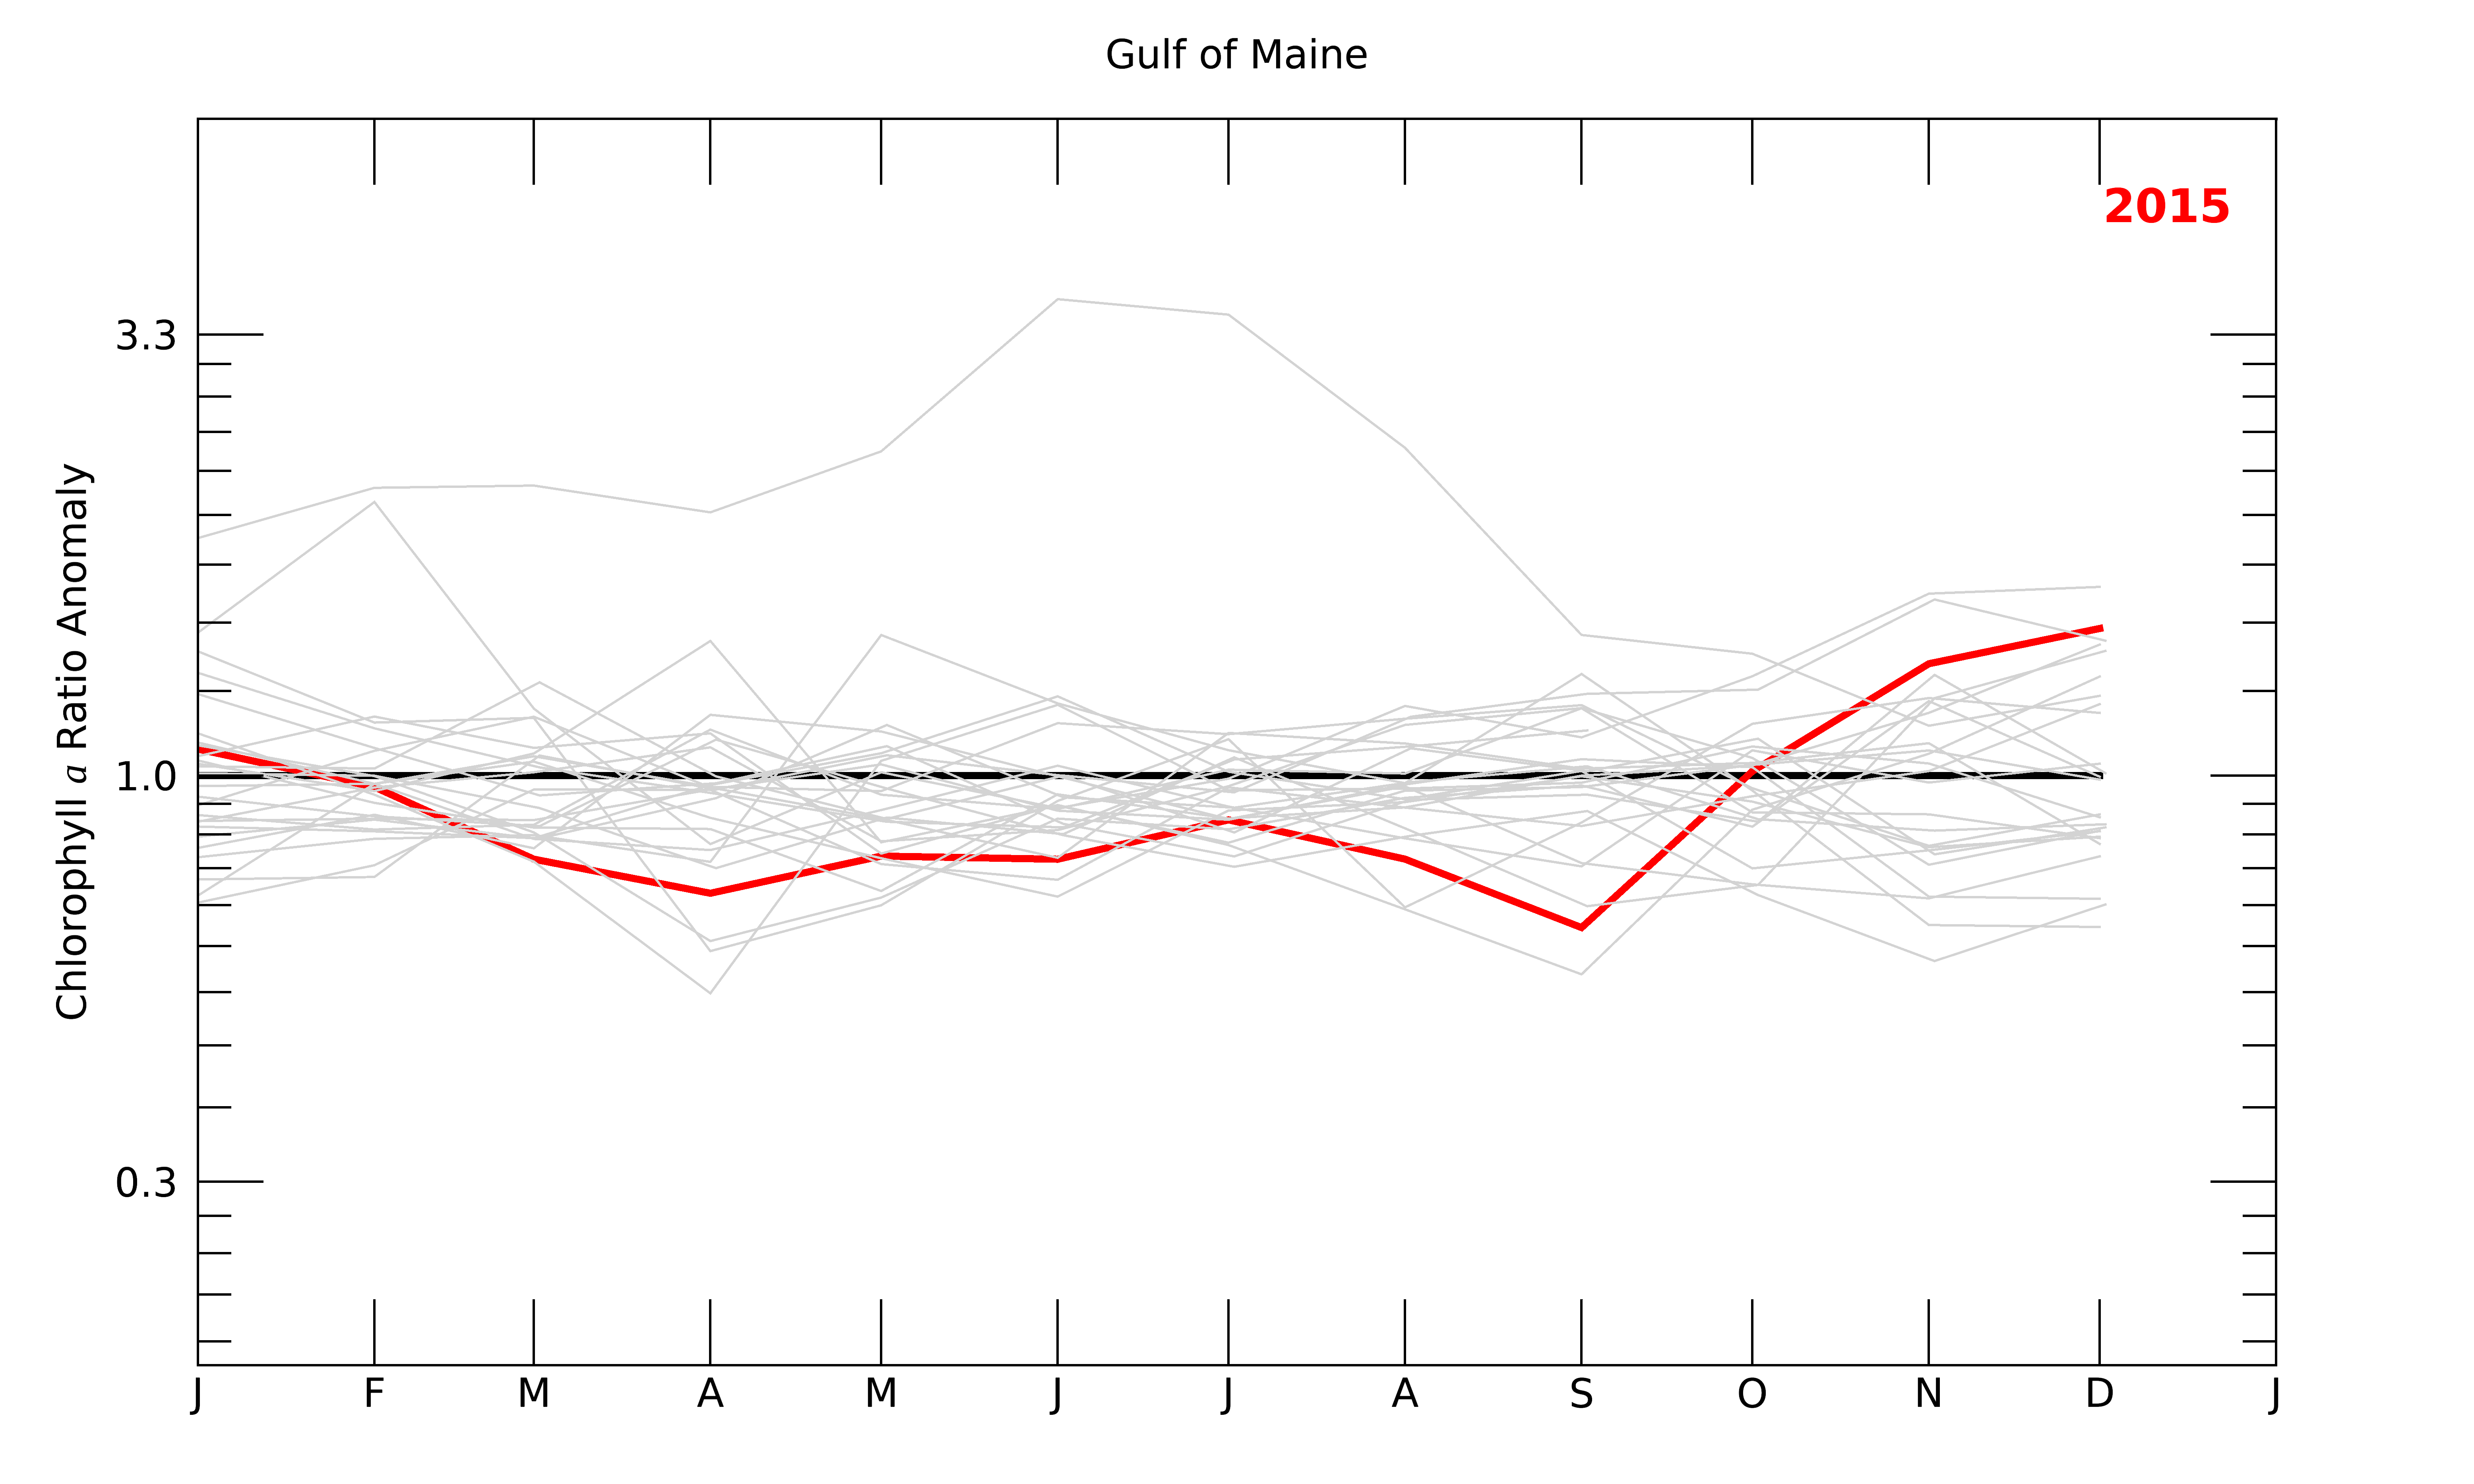 Gulf of Maine
2015
3.3
1.0
0.3
Chlorophyll a Ratio Anomaly
J F M A M J J A S O N D J